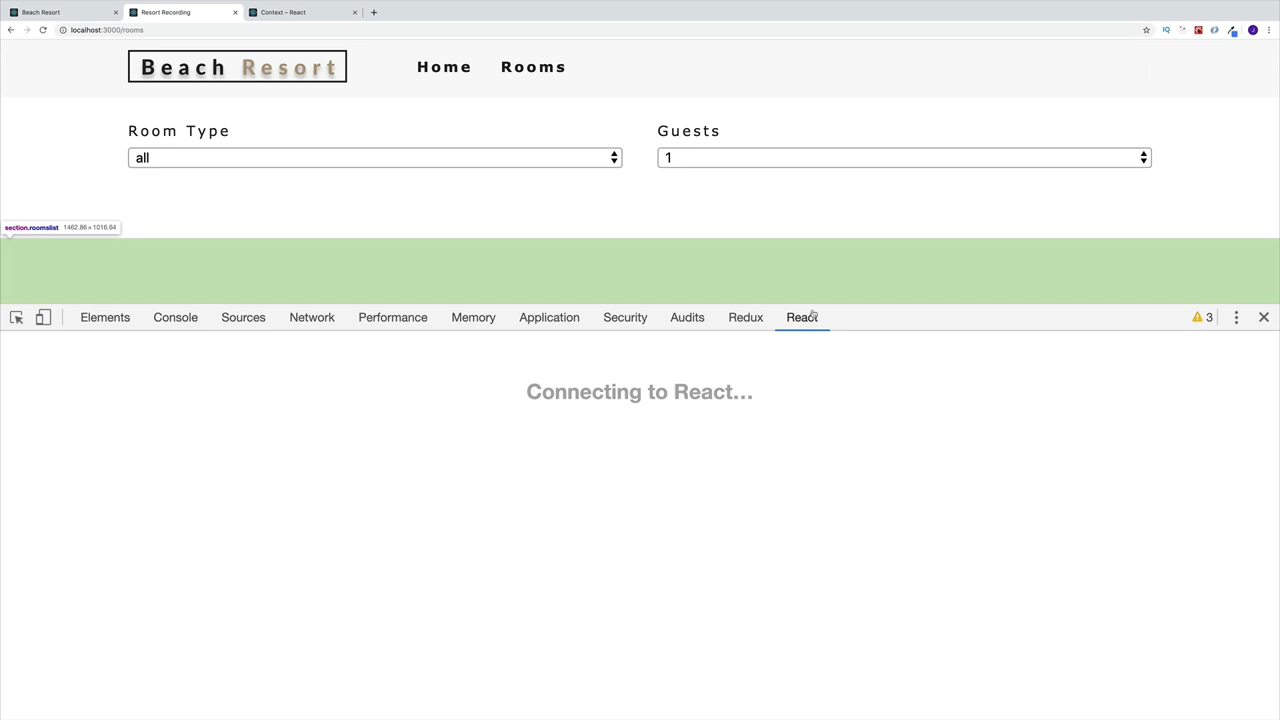 Beach Resort
Resort Recording
Context – React
localhost:3000/rooms
Beach Resort
Home
Rooms
Room Type
Guests
all
1
section.roomslist 1462.86 × 1016.64
Elements Console Sources Network Performance Memory Application Security Audits Redux React 3
Connecting to React…